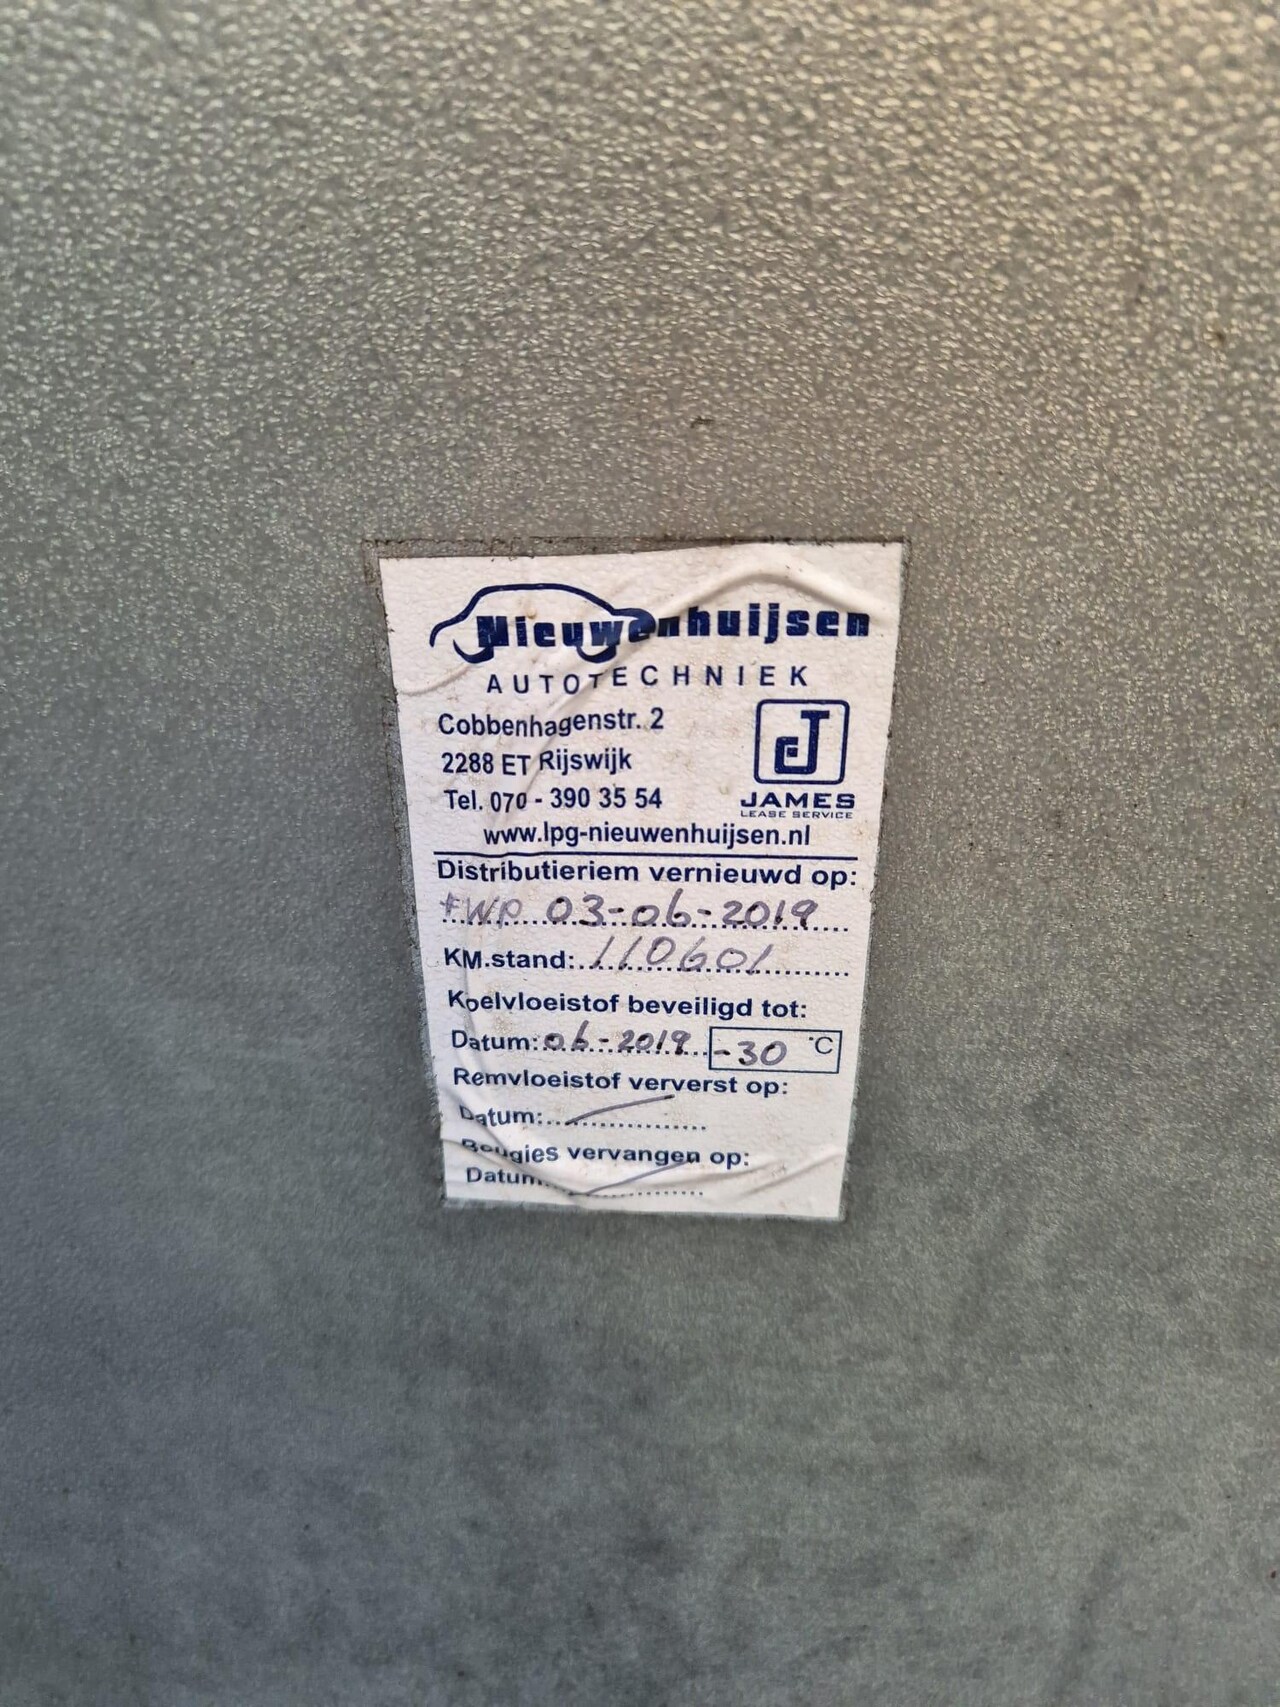 Nieuwenhuijsen
AUTOTECHNIEK
Cobbenhagenstr. 2
2288 ET Rijswijk
Tel. 070 - 390 35 54
JAMES
LEASE SERVICE
www.lpg-nieuwenhuijsen.nl
Distributieriem vernieuwd op:
+WP 03-06-2019
KM.stand: 110601
Koelvloeistof beveiligd tot:
Datum: 06-2019 -30 °C
Remvloeistof ververst op:
Datum:
Bougies vervangen op:
Datum: